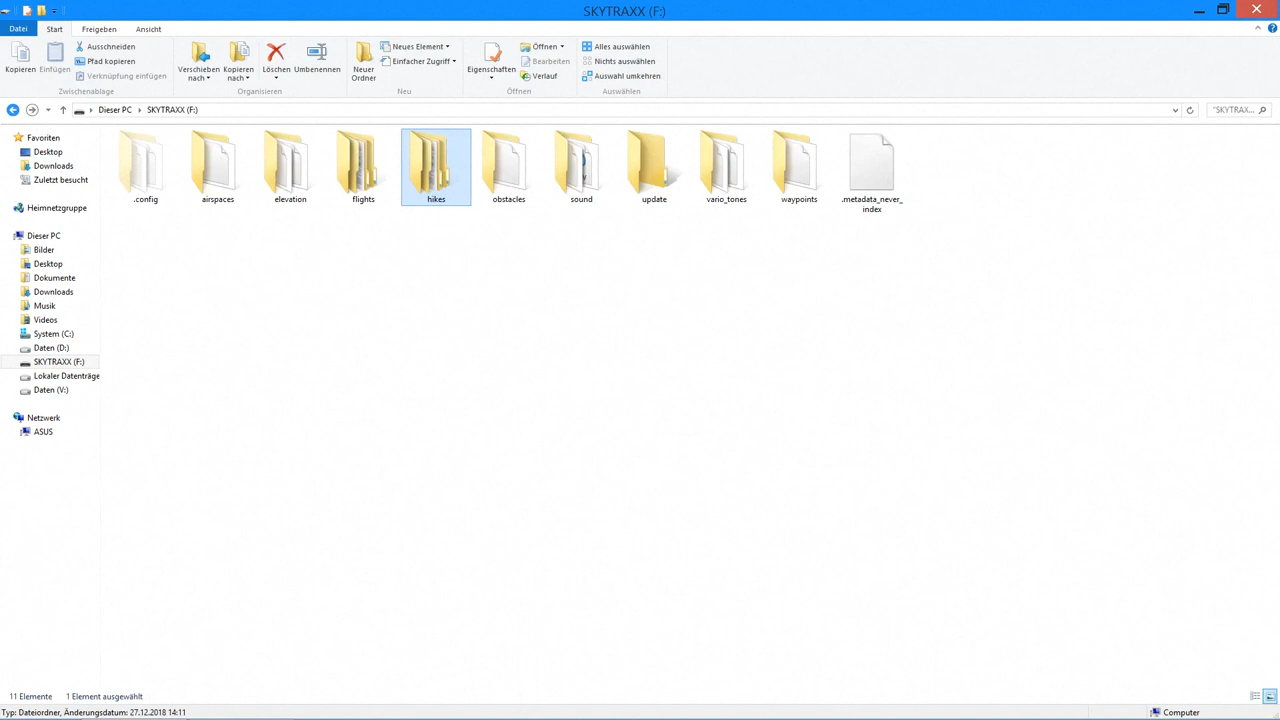 SKYTRAXX (F:)
Datei Start Freigeben Ansicht
Kopieren
Einfügen
Ausschneiden
Pfad kopieren
Verknüpfung einfügen
Zwischenablage
Verschieben nach
Kopieren nach
Löschen
Umbenennen
Organisieren
Neuer Ordner
Neues Element
Einfacher Zugriff
Neu
Eigenschaften
Öffnen
Bearbeiten
Verlauf
Öffnen
Alles auswählen
Nichts auswählen
Auswahl umkehren
Auswählen
Dieser PC SKYTRAXX (F:)
"SKYTRAX...
Favoriten
Desktop
Downloads
Zuletzt besucht
Heimnetzgruppe
Dieser PC
Bilder
Desktop
Dokumente
Downloads
Musik
Videos
System (C:)
Daten (D:)
SKYTRAXX (F:)
Lokaler Datenträge
Daten (V:)
Netzwerk
ASUS
.config
airspaces
elevation
flights
hikes
obstacles
sound
update
vario_tones
waypoints
.metadata_never_
index
11 Elemente 1 Element ausgewählt
Typ: Dateiordner, Änderungsdatum: 27.12.2018 14:11
Computer